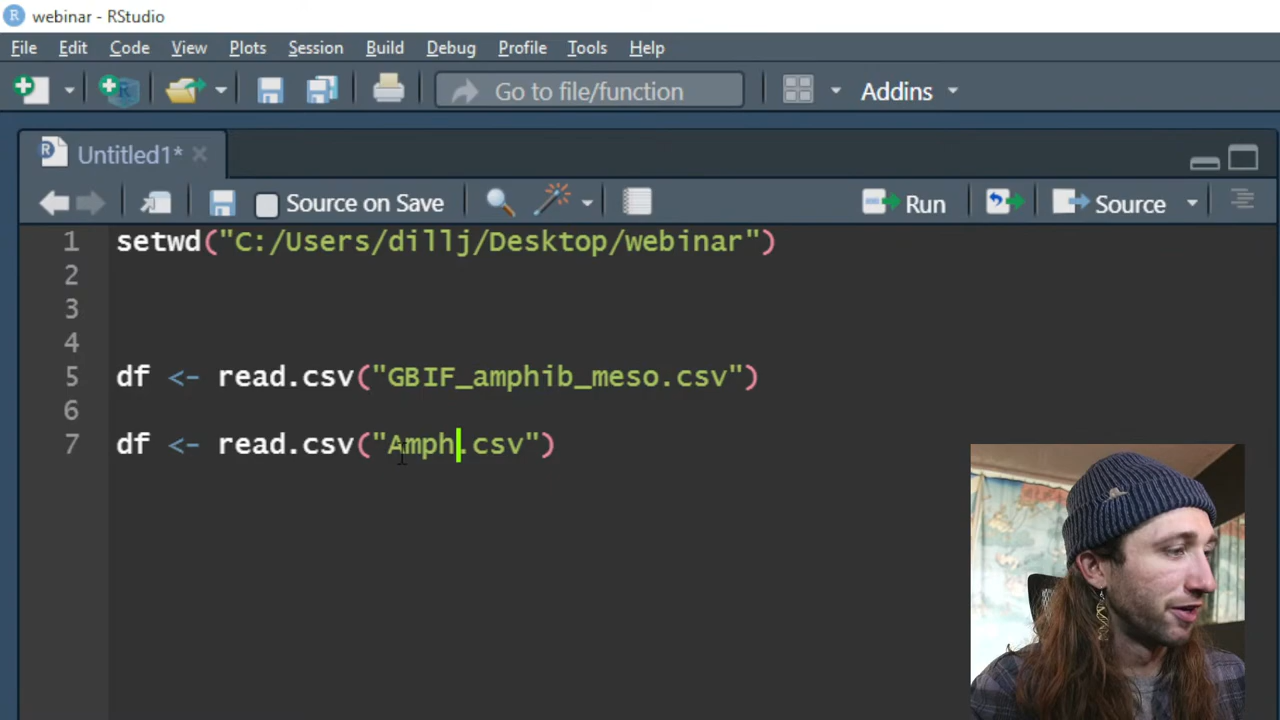 webinar - RStudio
File Edit Code View Plots Session Build Debug Profile Tools Help
Go to file/function Addins
Untitled1*
Source on Save Run Source
1 setwd("C:/Users/dillj/Desktop/webinar")
2
3
4
5 df <- read.csv("GBIF_amphib_meso.csv")
6
7 df <- read.csv("Amph.csv")